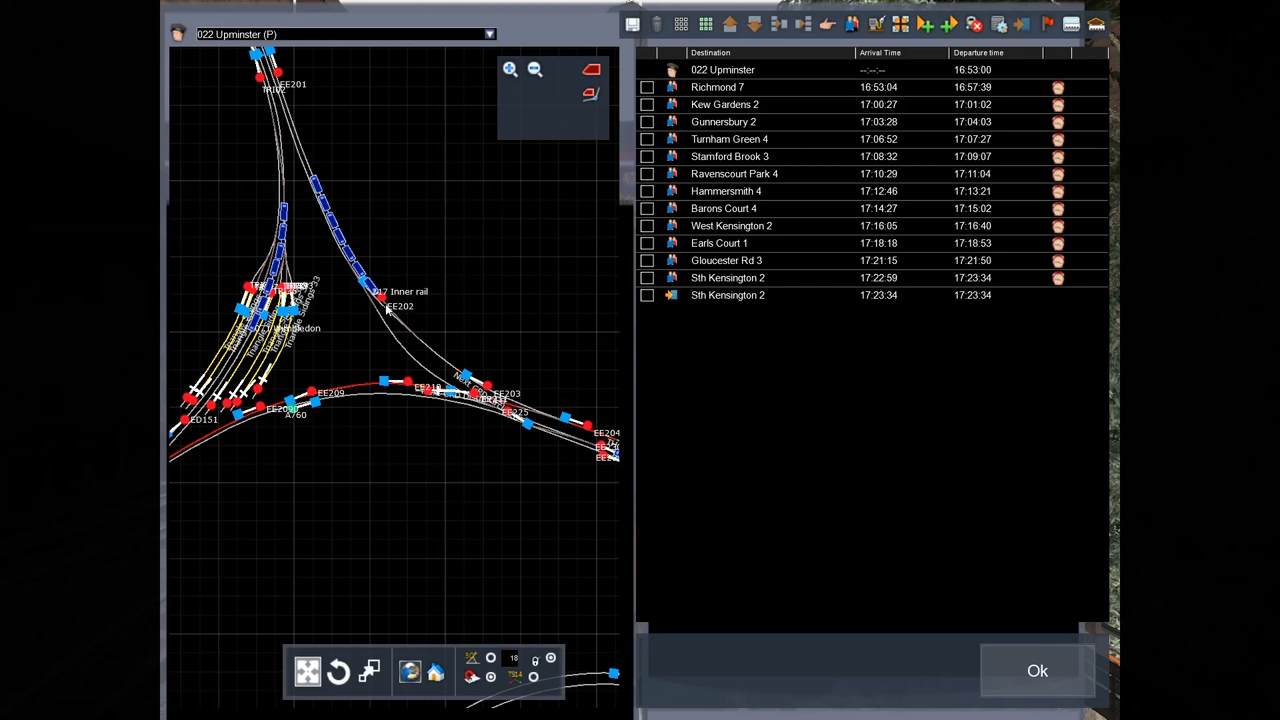 022 Upminster (P)
Destination Arrival Time Departure time
022 Upminster --:--:-- 16:53:00
Richmond 7 16:53:04 16:57:39
Kew Gardens 2 17:00:27 17:01:02
Gunnersbury 2 17:03:28 17:04:03
Turnham Green 4 17:06:52 17:07:27
Stamford Brook 3 17:08:32 17:09:07
Ravenscourt Park 4 17:10:29 17:11:04
Hammersmith 4 17:12:46 17:13:21
Barons Court 4 17:14:27 17:15:02
West Kensington 2 17:16:05 17:16:40
Earls Court 1 17:18:18 17:18:53
Gloucester Rd 3 17:21:15 17:21:50
Sth Kensington 2 17:22:59 17:23:34
Sth Kensington 2 17:23:34 17:23:34
EE201
Inner rail
EE202
Triangle Sidings
EE209
A760
ED151
EE203
EE225
EE204
18
Ok